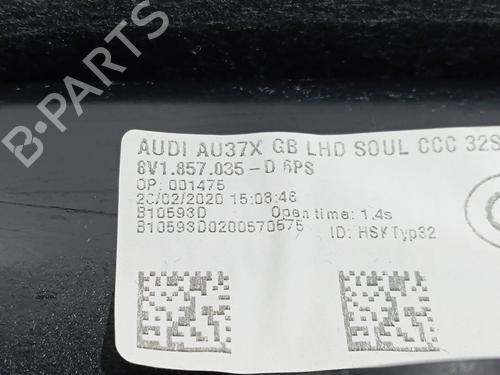 AUDI AU37X GB LHD SOUL CCC 32S
8V1.857.035-D 6PS
OP: 001475
20/02/2020 15:08:46
B10593D Open time: 1.4s
B10593D0200570575 ID: HSKTyp32
B-PARTS